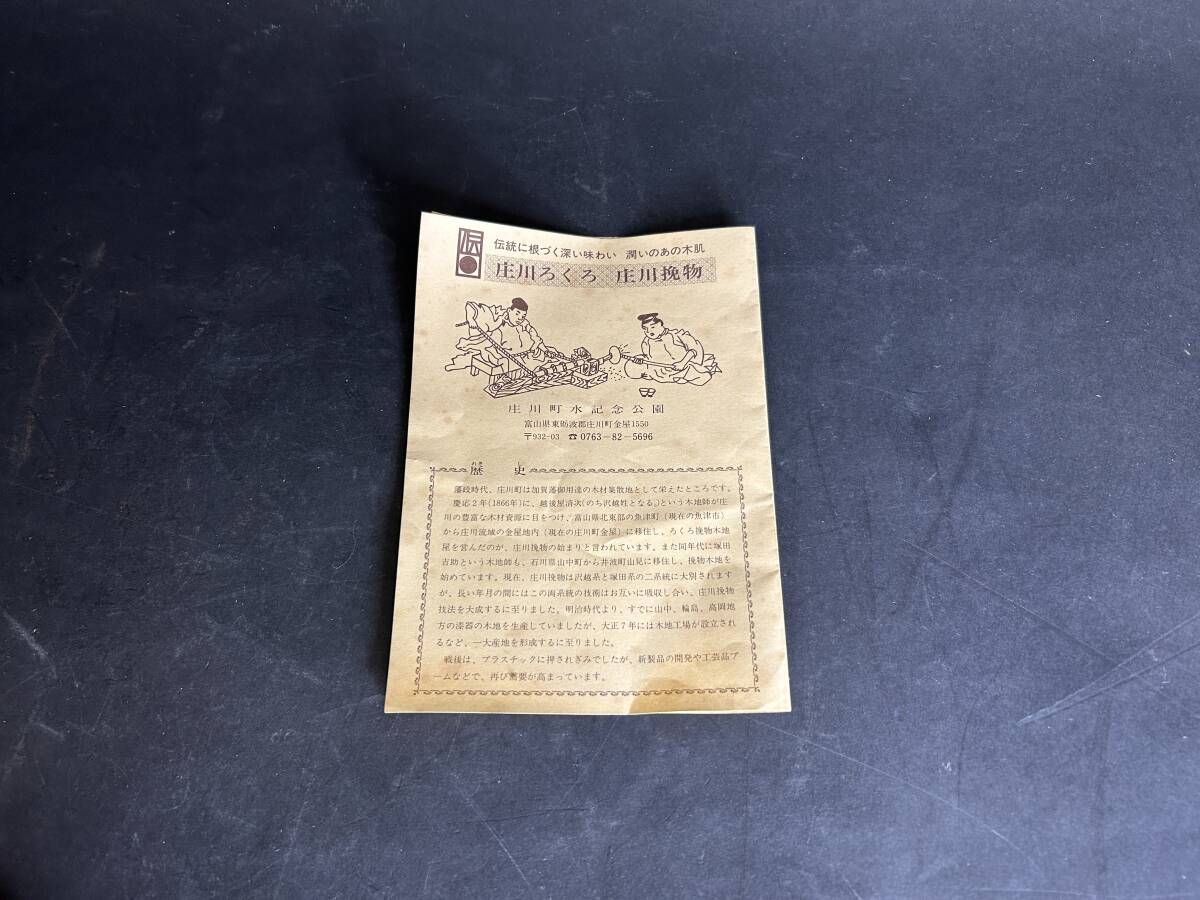 伝
伝統に根づく深い味わい 潤いのあの木肌
庄川ろくろ 庄川挽物
庄川町水記念公園
富山県東砺波郡庄川町金屋1550
〒932-03 ☎0763-82-5696
れき し
歴 史
藩政時代、庄川町は加賀藩御用達の木材集散地として栄えたところです。
慶応2年(1866年)に、越後屋清次(のち沢越姓となる。)という木地師が庄
川の豊富な木材資源に目をつけ、富山県北東部の魚津町(現在の魚津市)
から庄川流域の金屋地内(現在の庄川町金屋)に移住し、ろくろ挽物木地
屋を営んだのが、庄川挽物の始まりと言われています。また同年代に塚田
吉助という木地師も、石川県山中町から井波町山見に移住し、挽物木地を
始めています。現在、庄川挽物は沢越系と塚田系の二系統に大別されます
が、長い年月の間にはこの両系統の技術はお互いに吸収し合い、庄川挽物
技法を大成するに至りました。明治時代より、すでに山中、輪島、高岡地
方の漆器の木地を生産していましたが、大正7年には木地工場が設立され
るなど、一大産地を形成するに至りました。
戦後は、プラスチックに押されぎみでしたが、新製品の開発や工芸品ブ
ームなどで、再び需要が高まっています。